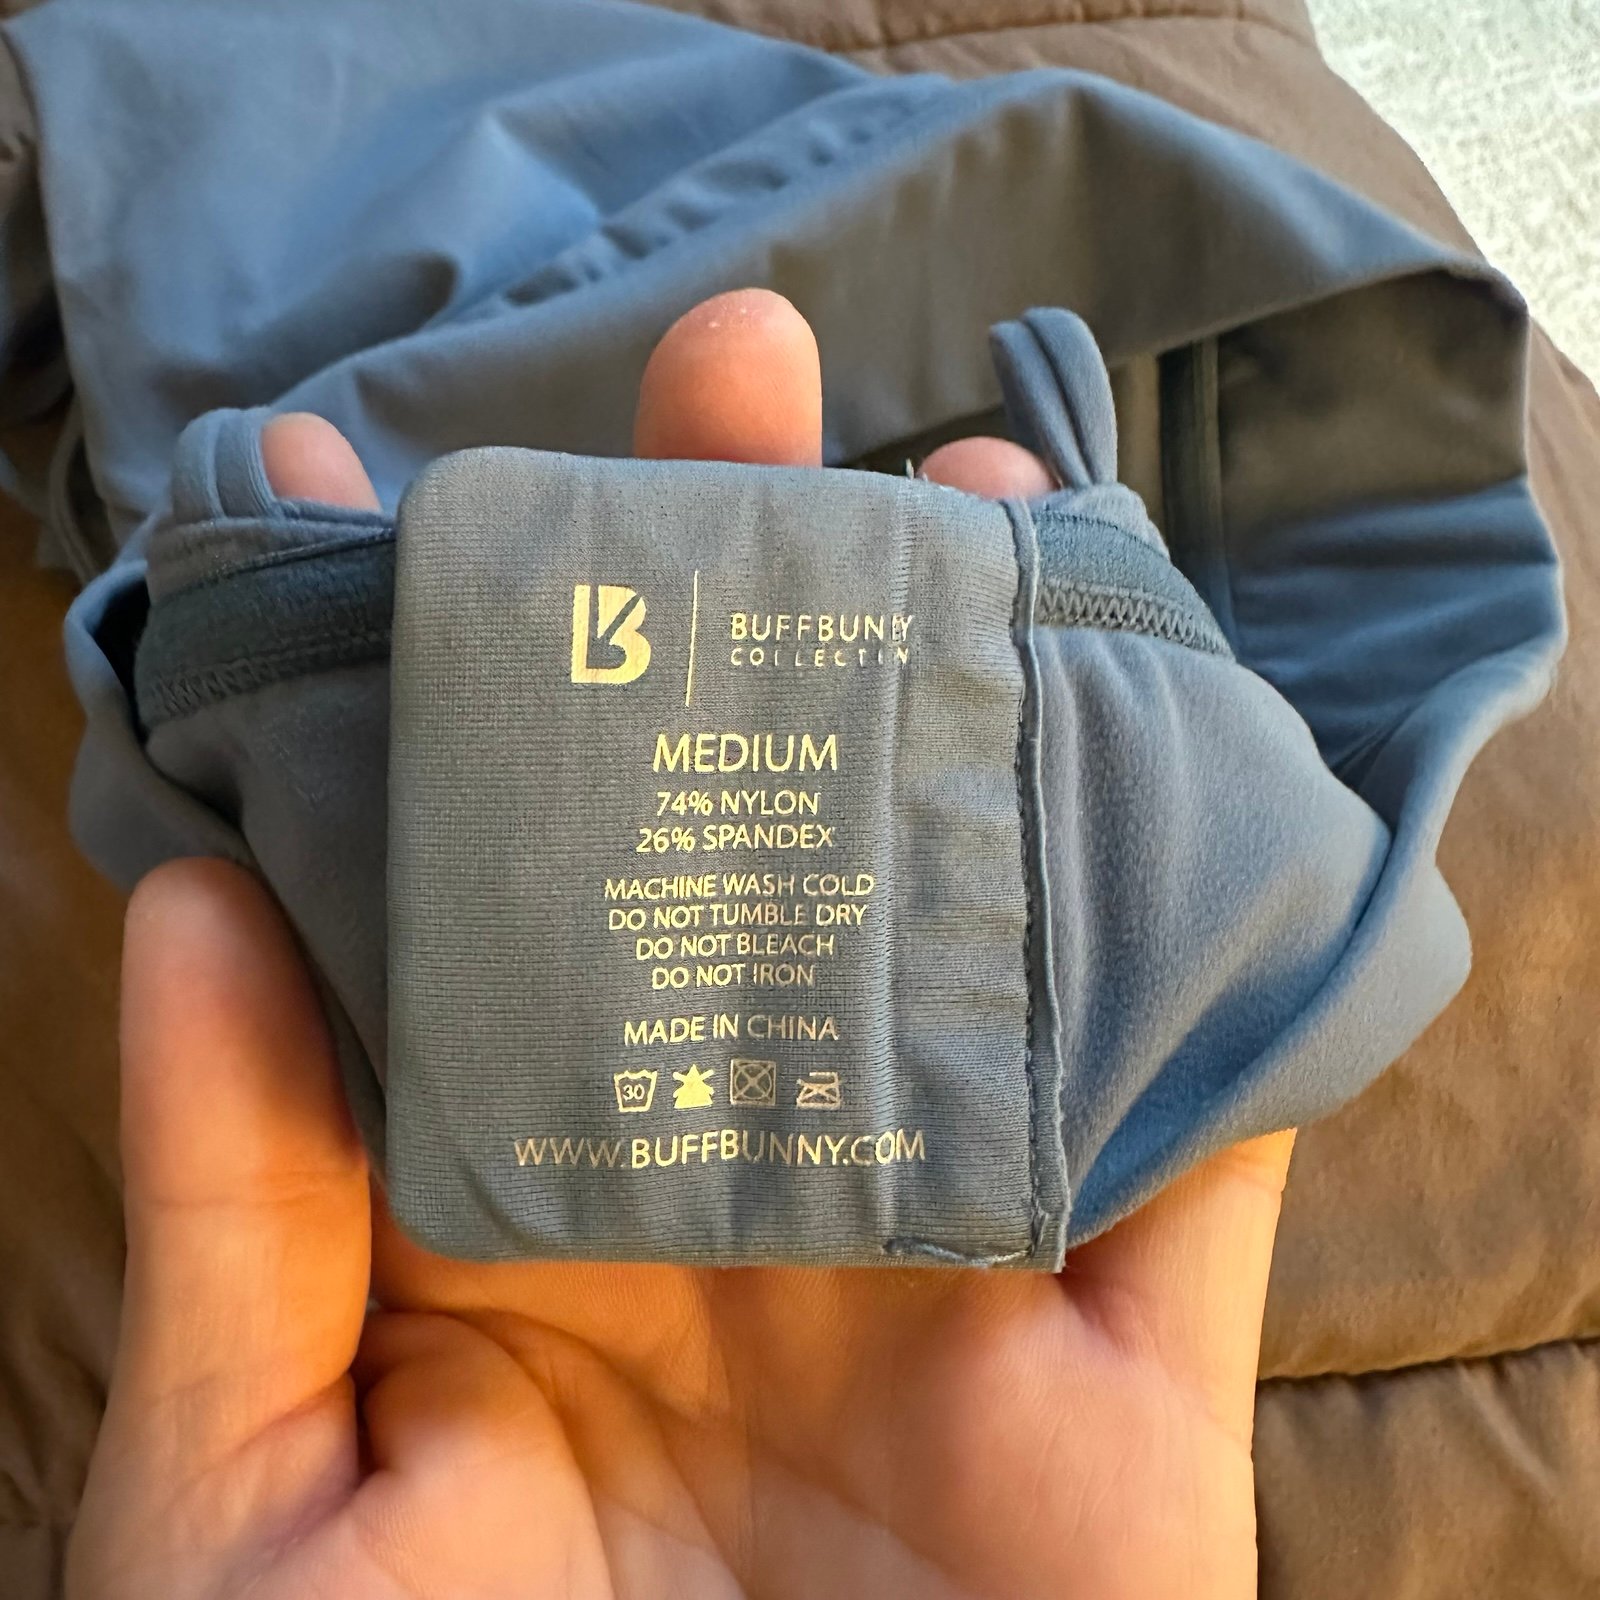 B
BUFFBUNNY
COLLECTION
MEDIUM
74% NYLON
26% SPANDEX
MACHINE WASH COLD
DO NOT TUMBLE DRY
DO NOT BLEACH
DO NOT IRON
MADE IN CHINA
30
WWW.BUFFBUNNY.COM